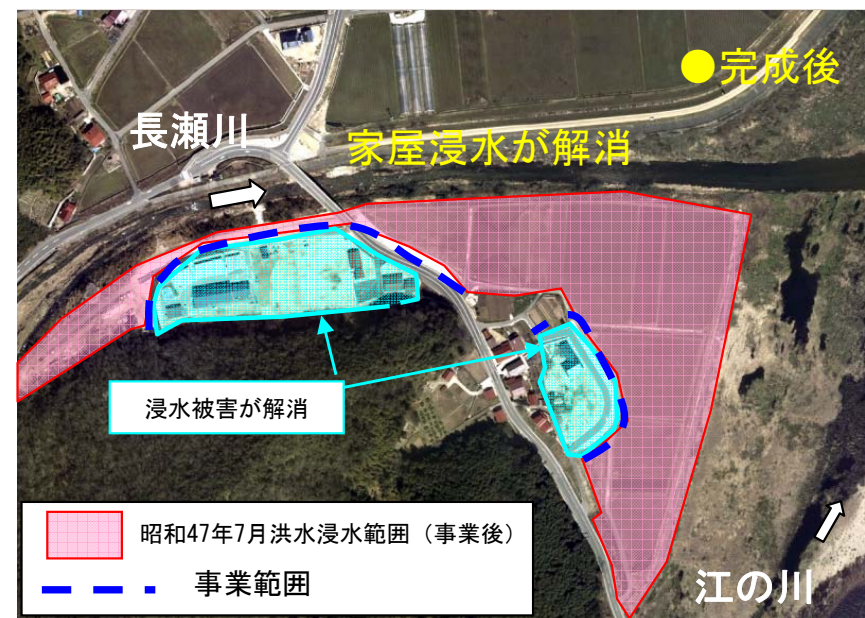 ●完成後
長瀬川
家屋浸水が解消
浸水被害が解消
昭和47年7月洪水浸水範囲（事業後）
事業範囲
江の川